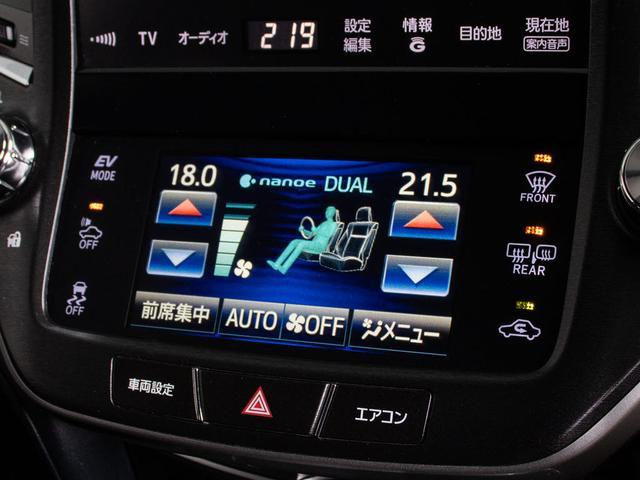 TV
オーディオ
219
設定
編集
情報
G
目的地
現在地
案内音声
EV
MODE
18.0
nanoe
DUAL
21.5
FRONT
OFF
REAR
OFF
前席集中
AUTO
OFF
メニュー
車両設定
エアコン